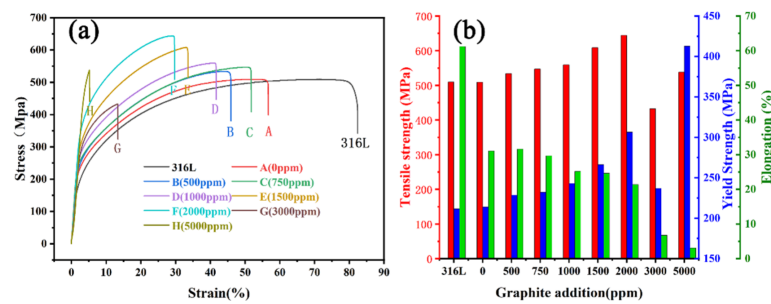 (a)
700
600
500
400
300
200
100
0
Stress (MPa)
0 10 20 30 40 50 60 70 80 90
Strain(%)
H
G
F
E
D
B
C
A
316L
316L
A(0ppm)
B(500ppm)
C(750ppm)
D(1000ppm)
E(1500ppm)
F(2000ppm)
G(3000ppm)
H(5000ppm)
(b)
700
600
500
400
300
200
100
0
Tensile strength (MPa)
316L 0 500 750 1000 1500 2000 3000 5000
Graphite addition(ppm)
450
400
350
300
250
200
150
Yield Strength (MPa)
70
60
50
40
30
20
10
0
Elongation (%)